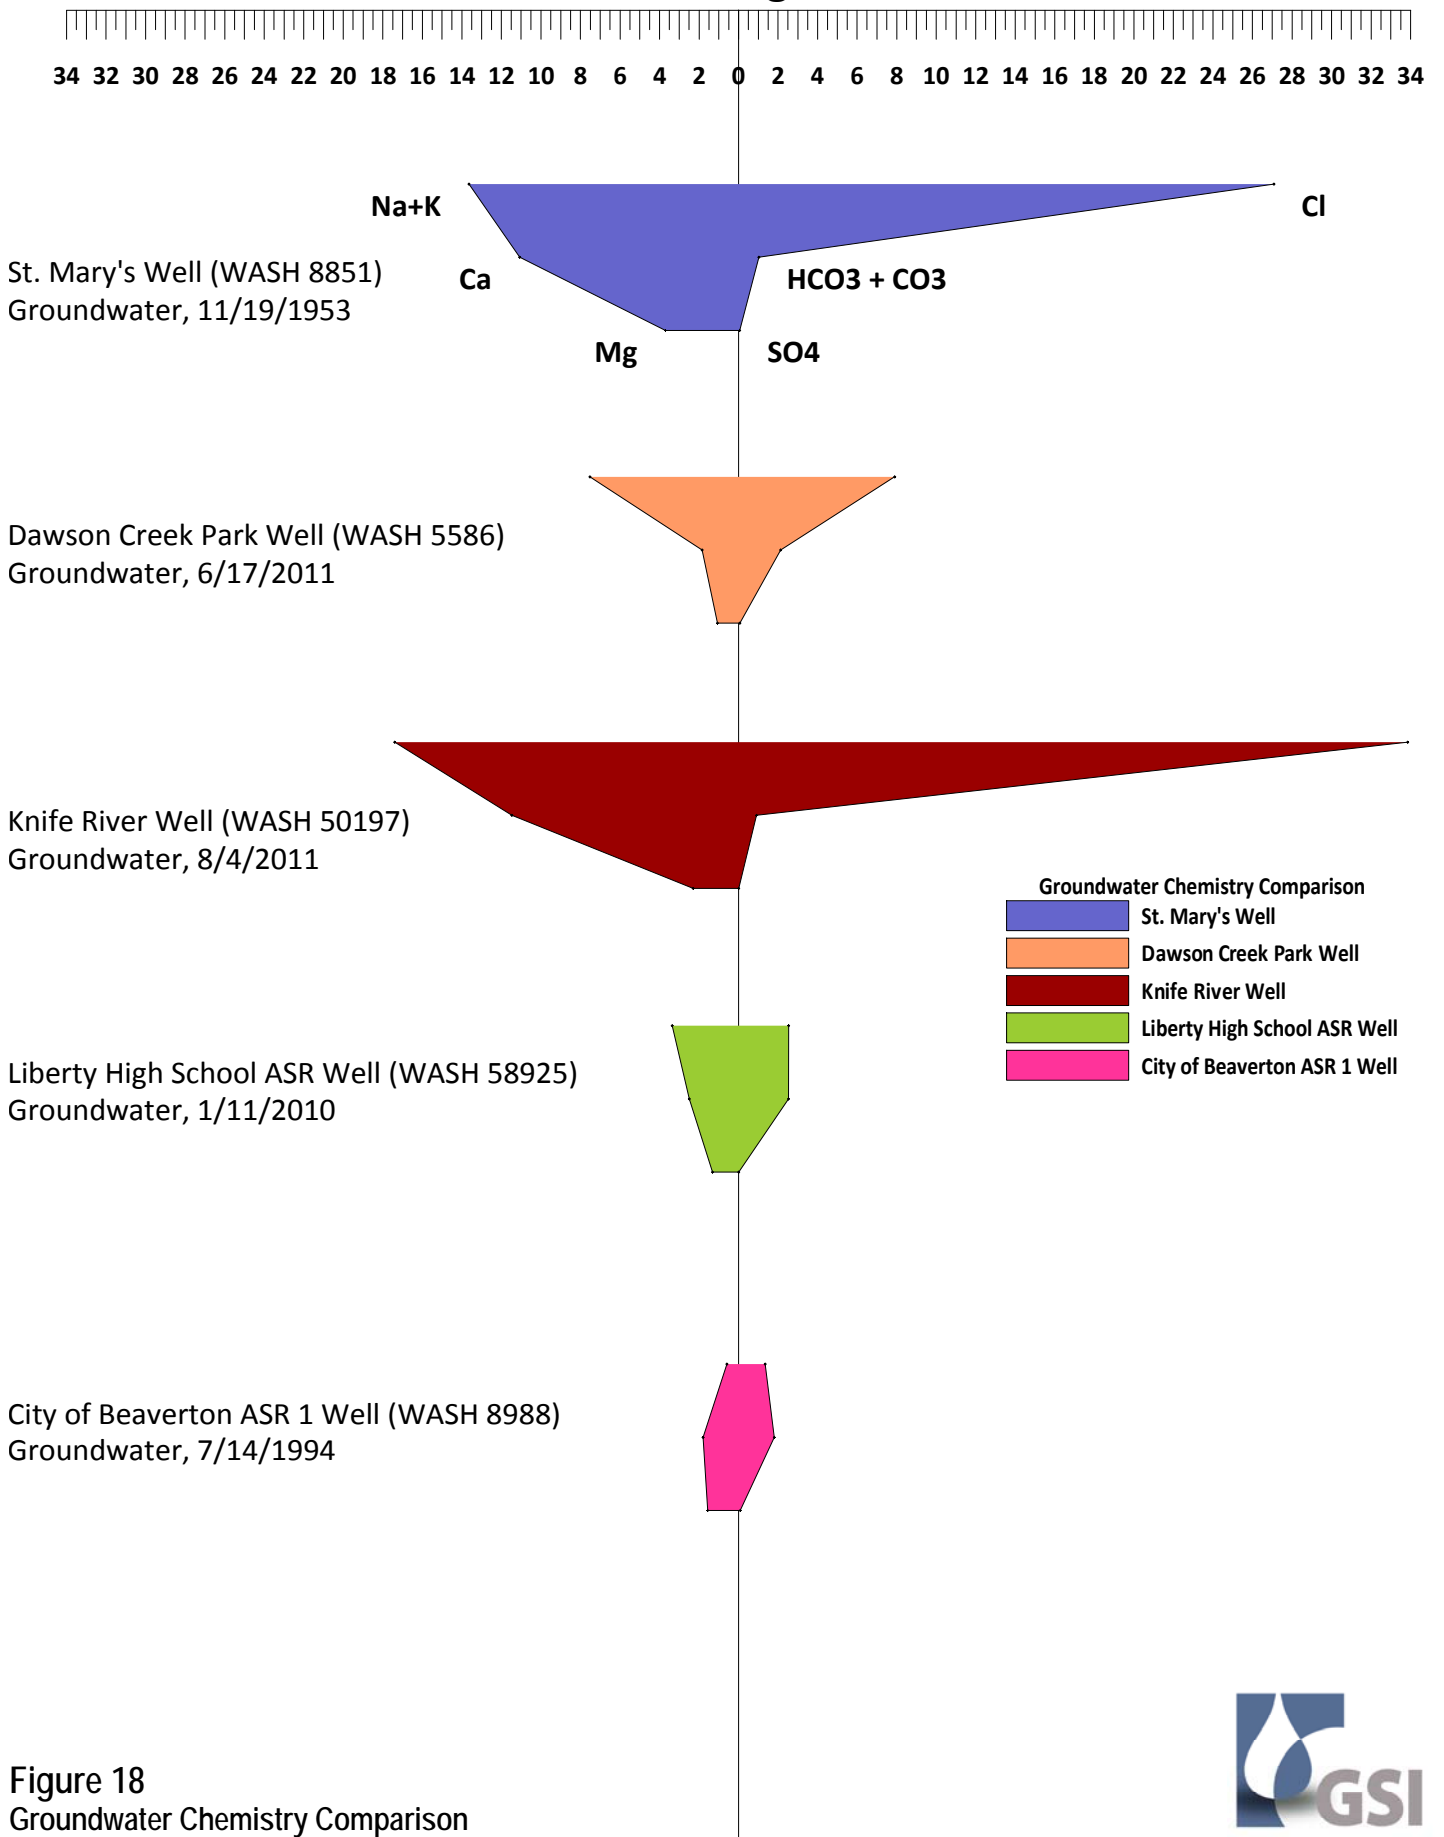 34 32 30 28 26 24 22 20 18 16 14 12 10 8 6 4 2 0 2 4 6 8 10 12 14 16 18 20 22 24 26 28 30 32 34
Na+K
Cl
St. Mary's Well (WASH 8851)
Ca
HCO3 + CO3
Groundwater, 11/19/1953
Mg
SO4
Dawson Creek Park Well (WASH 5586)
Groundwater, 6/17/2011
Knife River Well (WASH 50197)
Groundwater, 8/4/2011
Groundwater Chemistry Comparison
St. Mary's Well
Dawson Creek Park Well
Knife River Well
Liberty High School ASR Well
City of Beaverton ASR 1 Well
Liberty High School ASR Well (WASH 58925)
Groundwater, 1/11/2010
City of Beaverton ASR 1 Well (WASH 8988)
Groundwater, 7/14/1994
Figure 18
Groundwater Chemistry Comparison
GSI